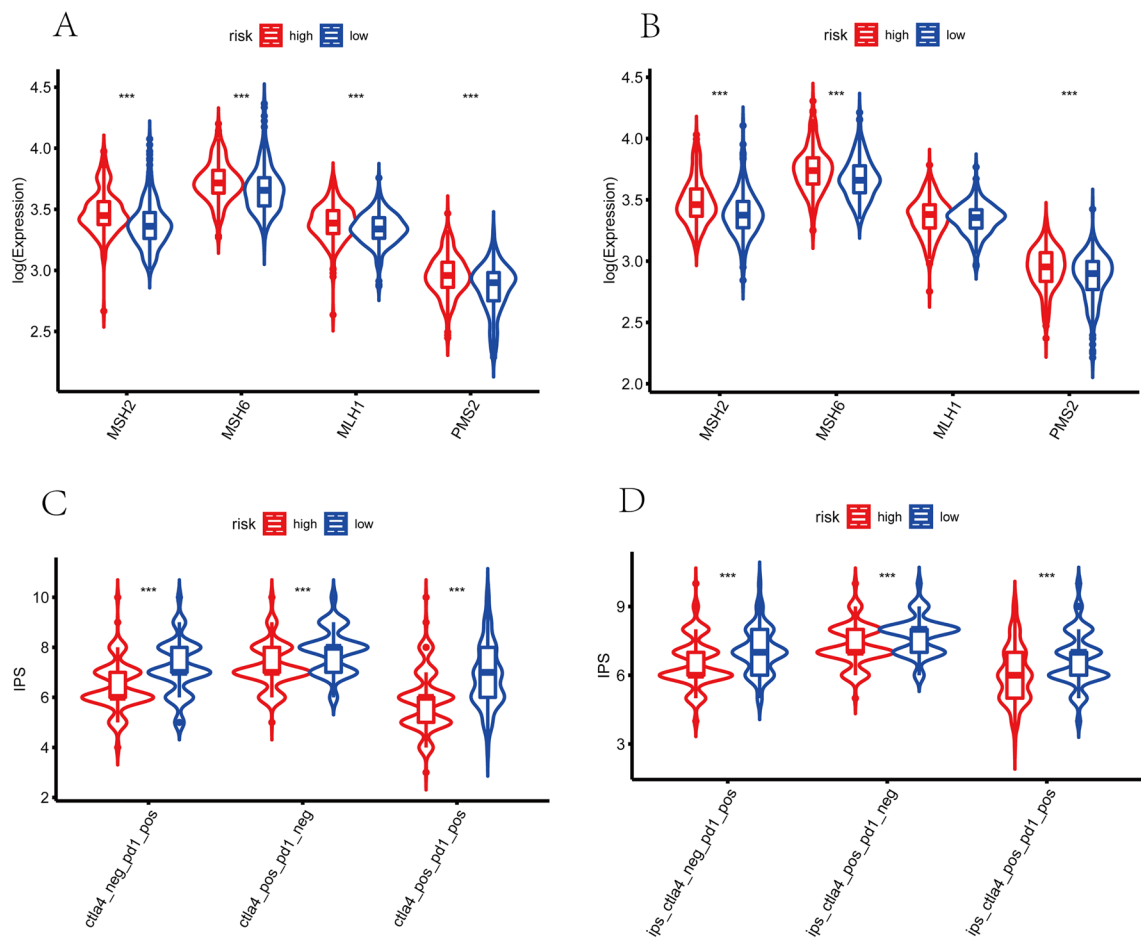 A
risk high low
log(Expression)
4.5
4.0
3.5
3.0
2.5
*** *** *** ***
MSH2 MSH6 MLH1 PMS2
B
risk high low
log(Expression)
4.5
4.0
3.5
3.0
2.5
2.0
*** *** ***
MSH2 MSH6 MLH1 PMS2
C
risk high low
IPS
10
8
6
4
2
*** *** ***
ctla4_neg_pd1_pos ctla4_pos_pd1_neg ctla4_pos_pd1_pos
D
risk high low
IPS
9
6
3
*** *** ***
ips_ctla4_neg_pd1_pos ips_ctla4_pos_pd1_neg ips_ctla4_pos_pd1_pos